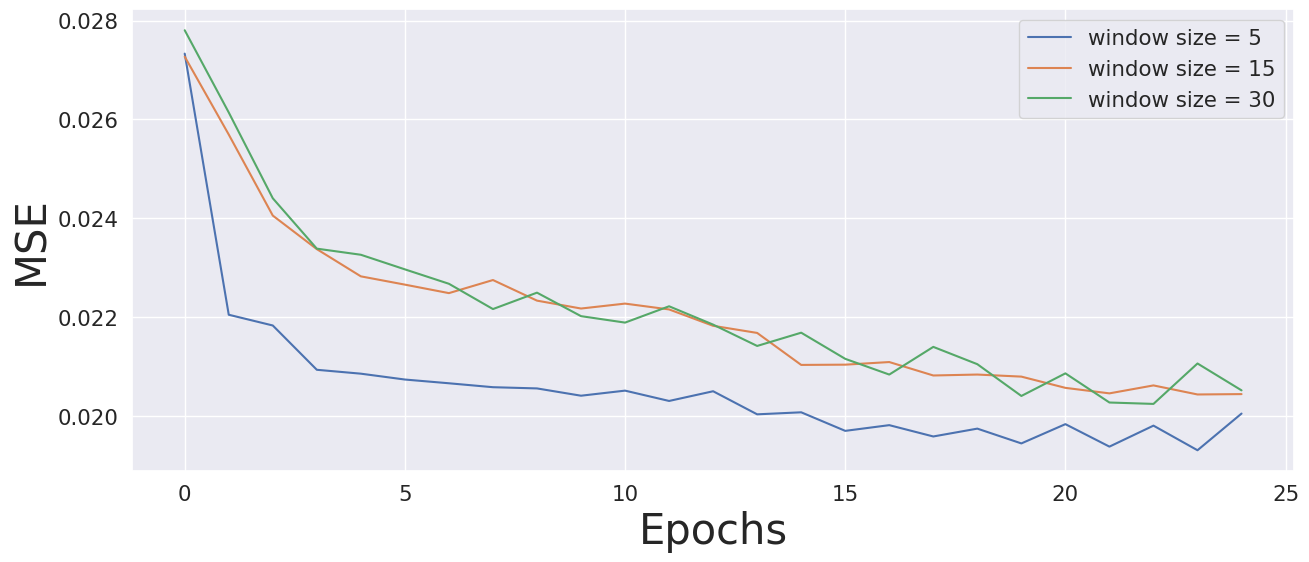 0.028
0.026
0.024
0.022
0.020
MSE
window size = 5
window size = 15
window size = 30
0 5 10 15 20 25
Epochs